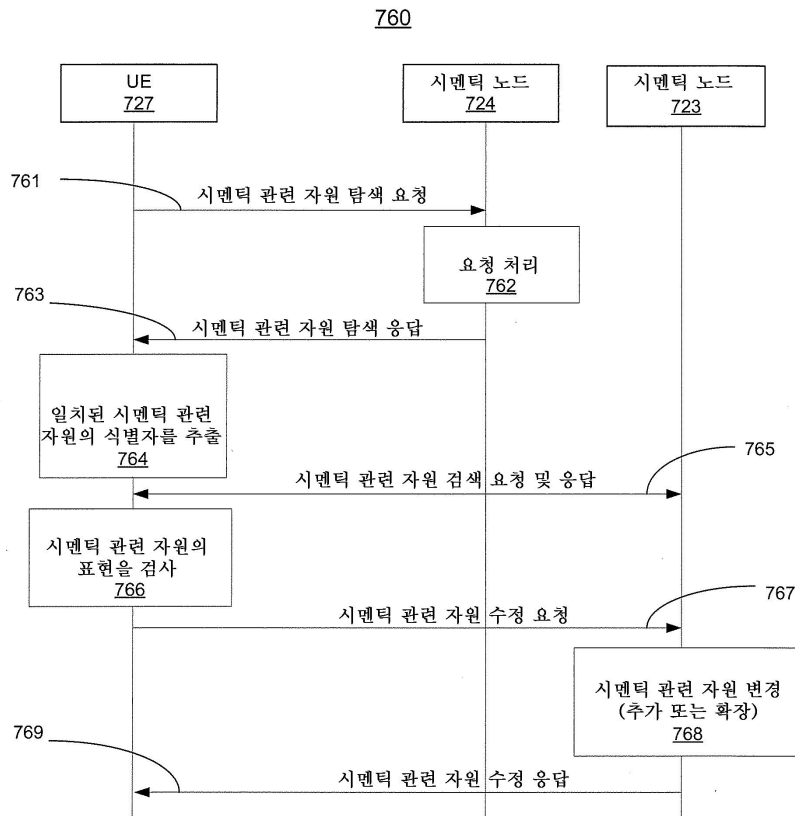 760
UE
727
시멘틱 노드
724
시멘틱 노드
723
761
시멘틱 관련 자원 탐색 요청
요청 처리
762
763
시멘틱 관련 자원 탐색 응답
일치된 시멘틱 관련
자원의 식별자를 추출
764
765
시멘틱 관련 자원 검색 요청 및 응답
시멘틱 관련 자원의
표현을 검사
766
767
시멘틱 관련 자원 수정 요청
시멘틱 관련 자원 변경
(추가 또는 확장)
768
769
시멘틱 관련 자원 수정 응답